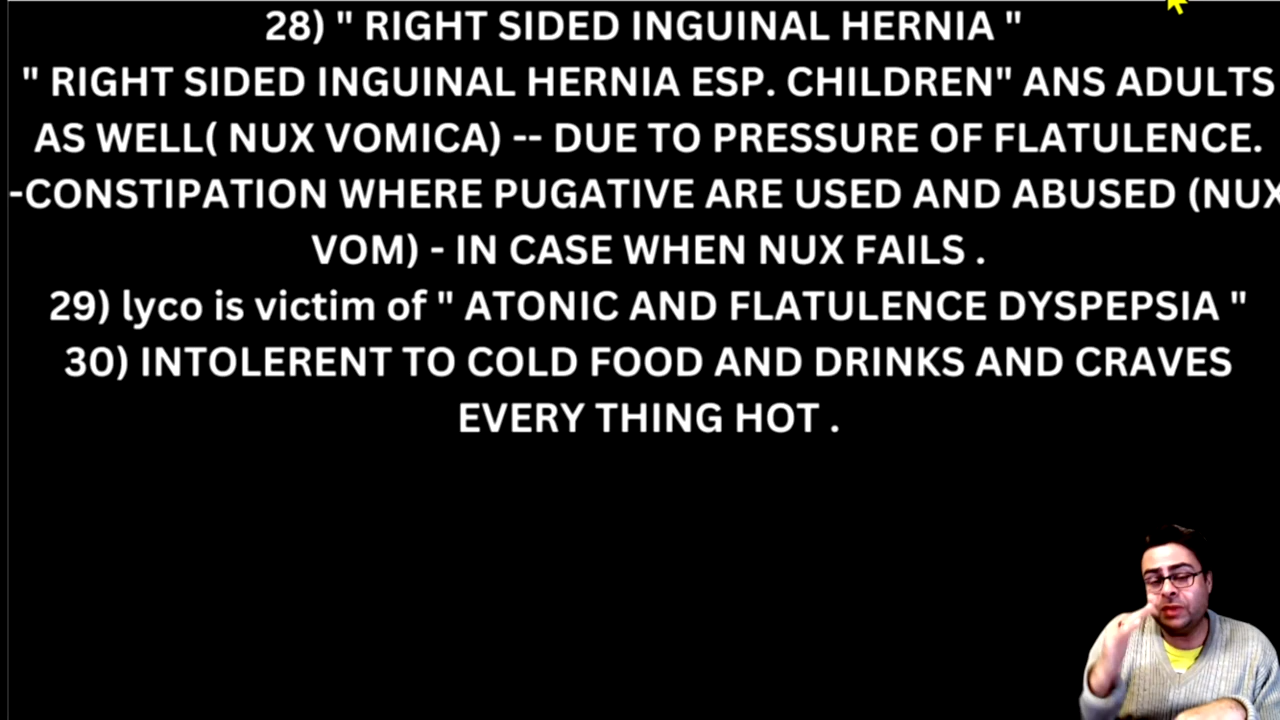 28) " RIGHT SIDED INGUINAL HERNIA "
" RIGHT SIDED INGUINAL HERNIA ESP. CHILDREN" ANS ADULTS
AS WELL( NUX VOMICA) -- DUE TO PRESSURE OF FLATULENCE.
-CONSTIPATION WHERE PUGATIVE ARE USED AND ABUSED (NUX
VOM) - IN CASE WHEN NUX FAILS .
29) lyco is victim of " ATONIC AND FLATULENCE DYSPEPSIA "
30) INTOLERENT TO COLD FOOD AND DRINKS AND CRAVES
EVERY THING HOT .